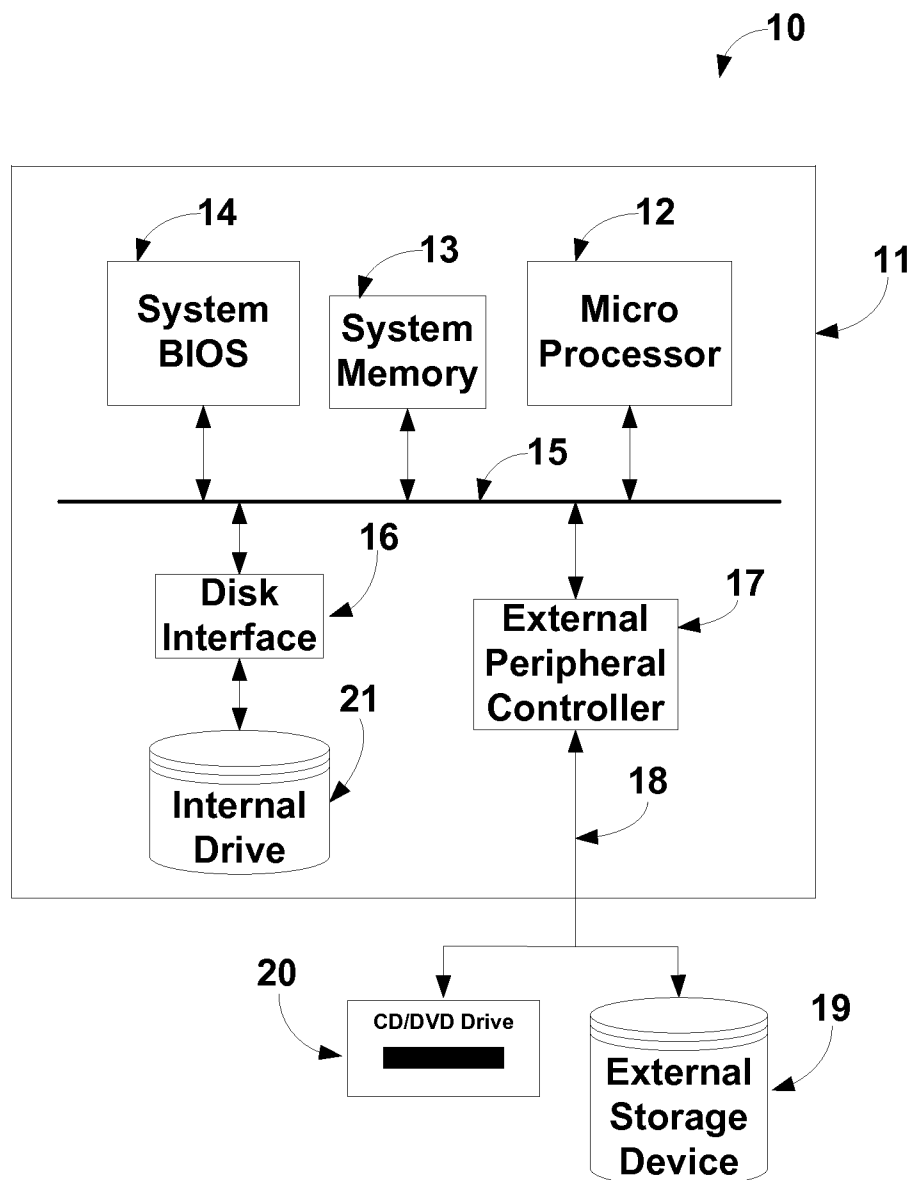 10
14
12
13
11
System
BIOS
System
Memory
Micro
Processor
15
16
17
Disk
Interface
External
Peripheral
Controller
21
18
Internal
Drive
20
19
CD/DVD Drive
External
Storage
Device